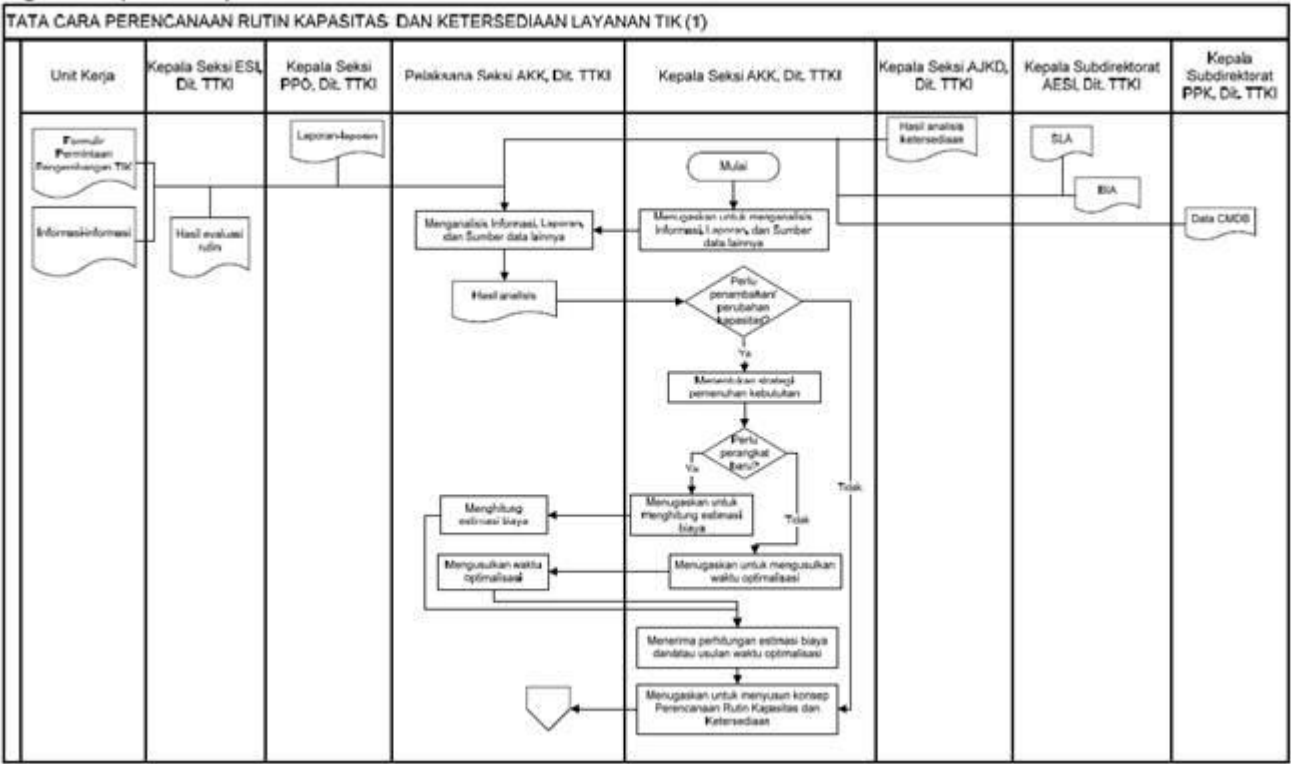 TATA CARA PERENCANAAN RUTIN KAPASITAS DAN KETERSEDIAAN LAYANAN TIK (1)
Unit Kerja
Kepala Seksi ESI,
Dit. TTKI
Kepala Seksi
PPO, Dit. TTKI
Pelaksana Seksi AKK, Dit. TTKI
Kepala Seksi AKK, Dit. TTKI
Kepala Seksi AJKD,
Dit. TTKI
Kepala Subdirektorat
AESI, Dit. TTKI
Kepala
Subdirektorat
PPK, Dit. TTKI
Formulir
Permintaan
Pengembangan TIK
Informasi-informasi
Hasil evaluasi
rutin
Laporan-laporan
Hasil analisis
ketersediaan
SLA
BIA
Data CMDB
Mulai
Menugaskan untuk menganalisis
Informasi, Laporan, dan Sumber
data lainnya
Menganalisis Informasi, Laporan,
dan Sumber data lainnya
Hasil analisis
Perlu
penambahan/
perubahan
kapasitas?
Ya
Menentukan strategi
pemenuhan kebutuhan
Perlu
perangkat
baru?
Ya
Tidak
Tidak
Menugaskan untuk
menghitung estimasi
biaya
Menghitung
estimasi biaya
Menugaskan untuk mengusulkan
waktu optimalisasi
Mengusulkan waktu
optimalisasi
Menerima perhitungan estimasi biaya
dan/atau usulan waktu optimalisasi
Menugaskan untuk menyusun konsep
Perencanaan Rutin Kapasitas dan
Ketersediaan